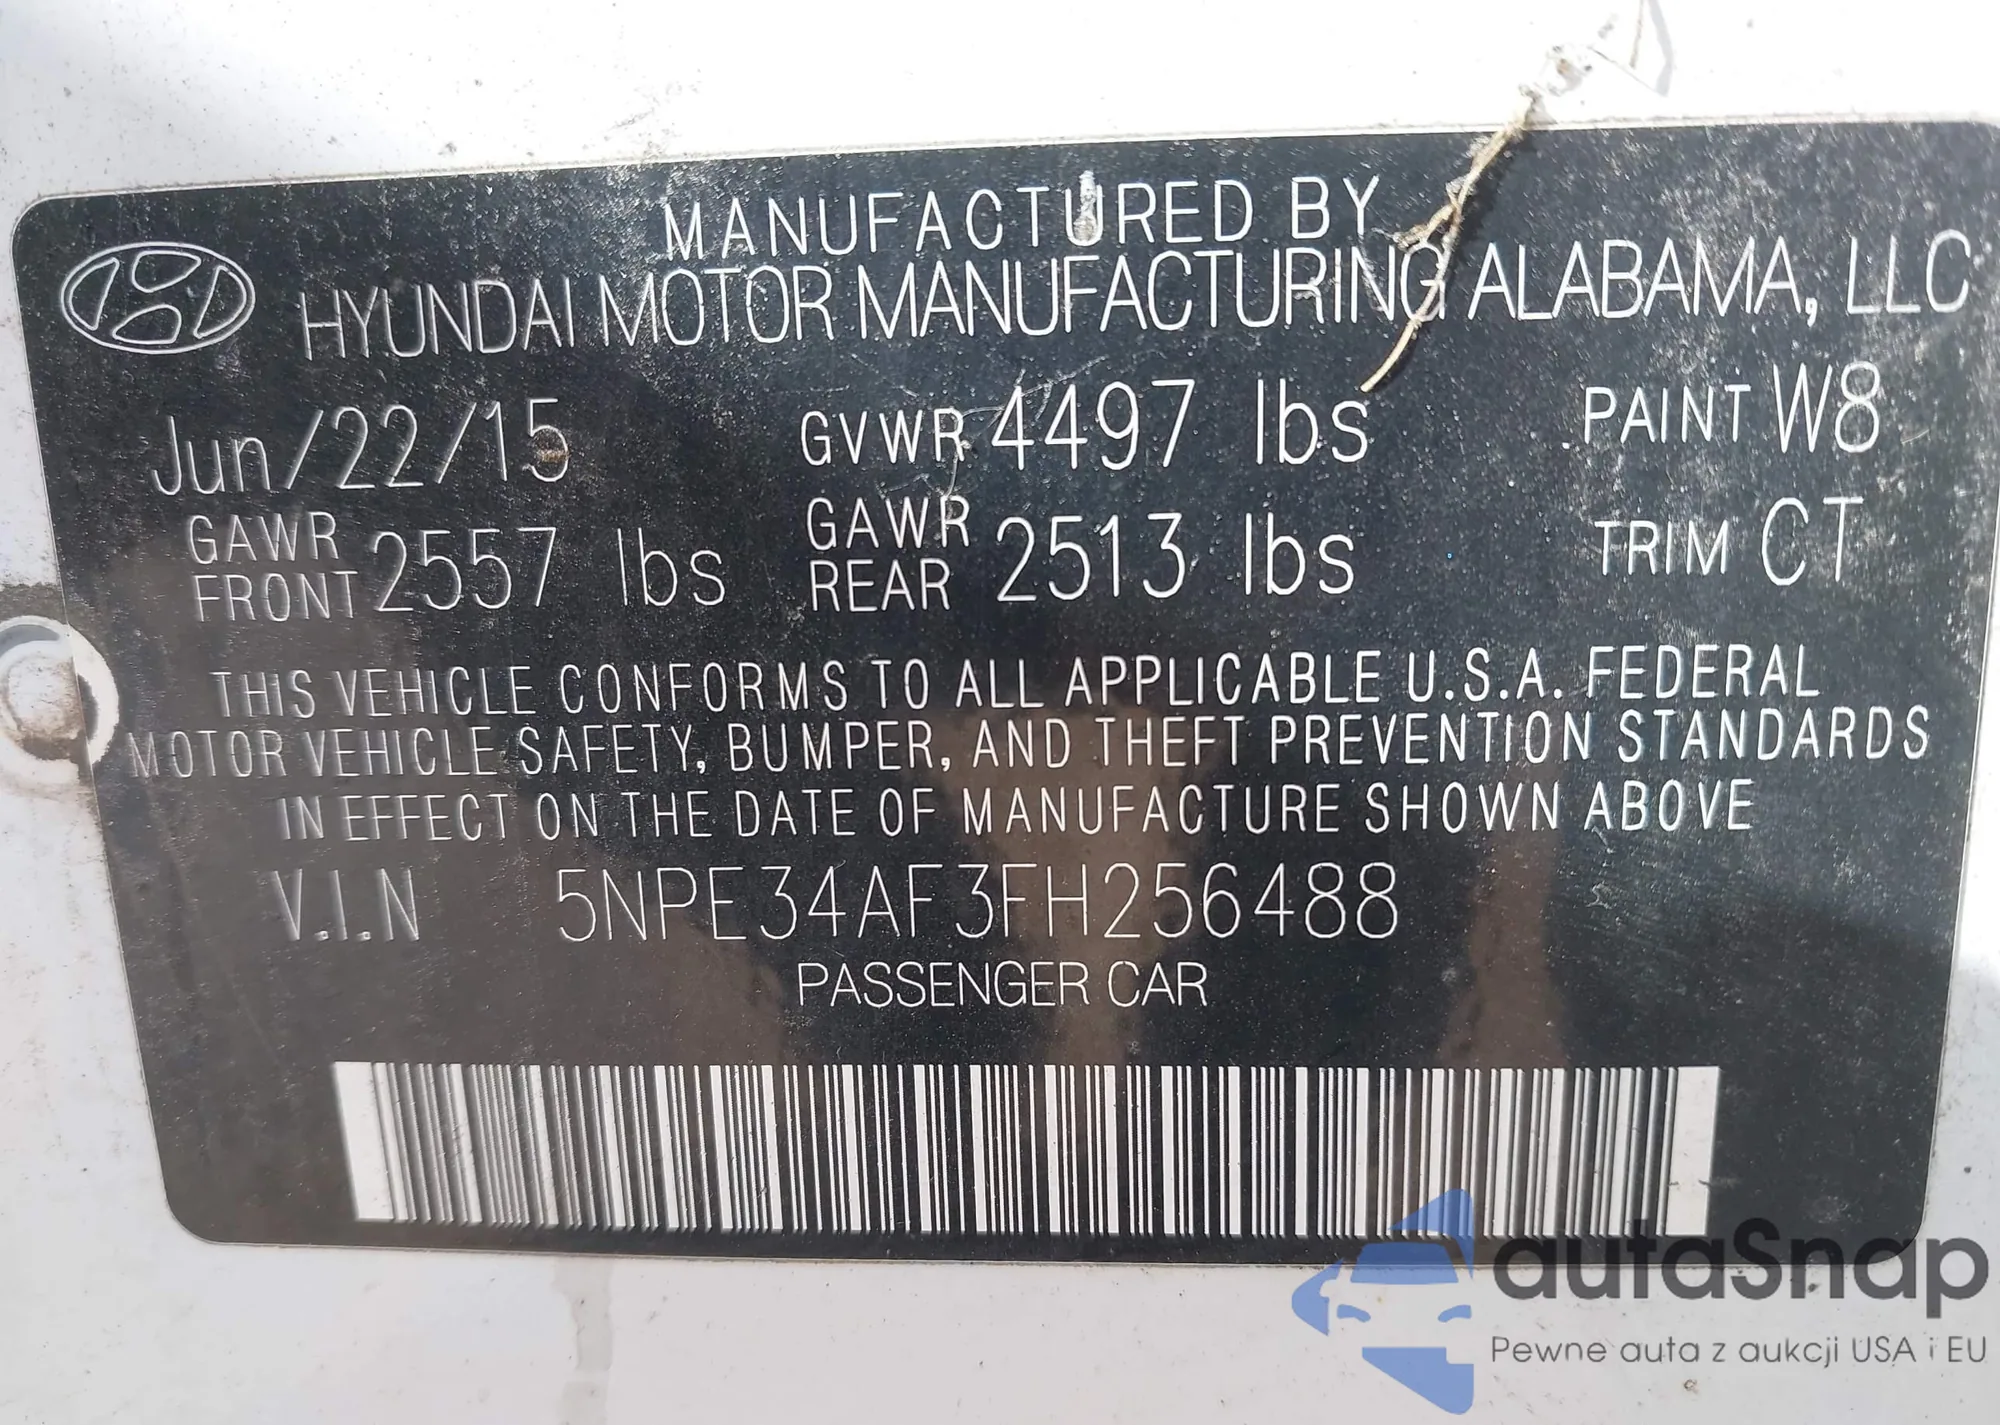 MANUFACTURED BY
HYUNDAI MOTOR MANUFACTURING ALABAMA, LLC
Jun/22/15 GVWR 4497 lbs PAINT W8
GAWR FRONT 2557 lbs GAWR REAR 2513 lbs TRIM CT
THIS VEHICLE CONFORMS TO ALL APPLICABLE U.S.A. FEDERAL
MOTOR VEHICLE SAFETY, BUMPER, AND THEFT PREVENTION STANDARDS
IN EFFECT ON THE DATE OF MANUFACTURE SHOWN ABOVE
V.I.N 5NPE34AF3FH256488
PASSENGER CAR
autaSnap
Pewne auta z aukcji USA i EU